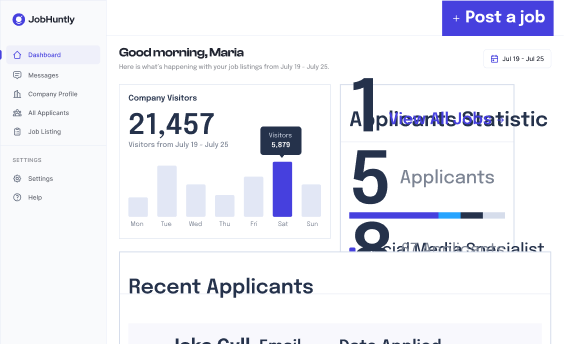 JobHuntly
+ Post a job
Dashboard
Messages
Company Profile
All Applicants
Job Listing
SETTINGS
Settings
Help
Good morning, Maria
Here is what's happening with your job listings from July 19 - July 25.
Jul 19 - Jul 25
Company Visitors
21,457
Visitors from July 19 - July 25
Visitors
5,879
Mon Tue Wed Thu Fri Sat Sun
1
Applicants Statistic
View All Jobs
5
Applicants
8
Social Media Specialist
Recent Applicants
Email
Date Applied